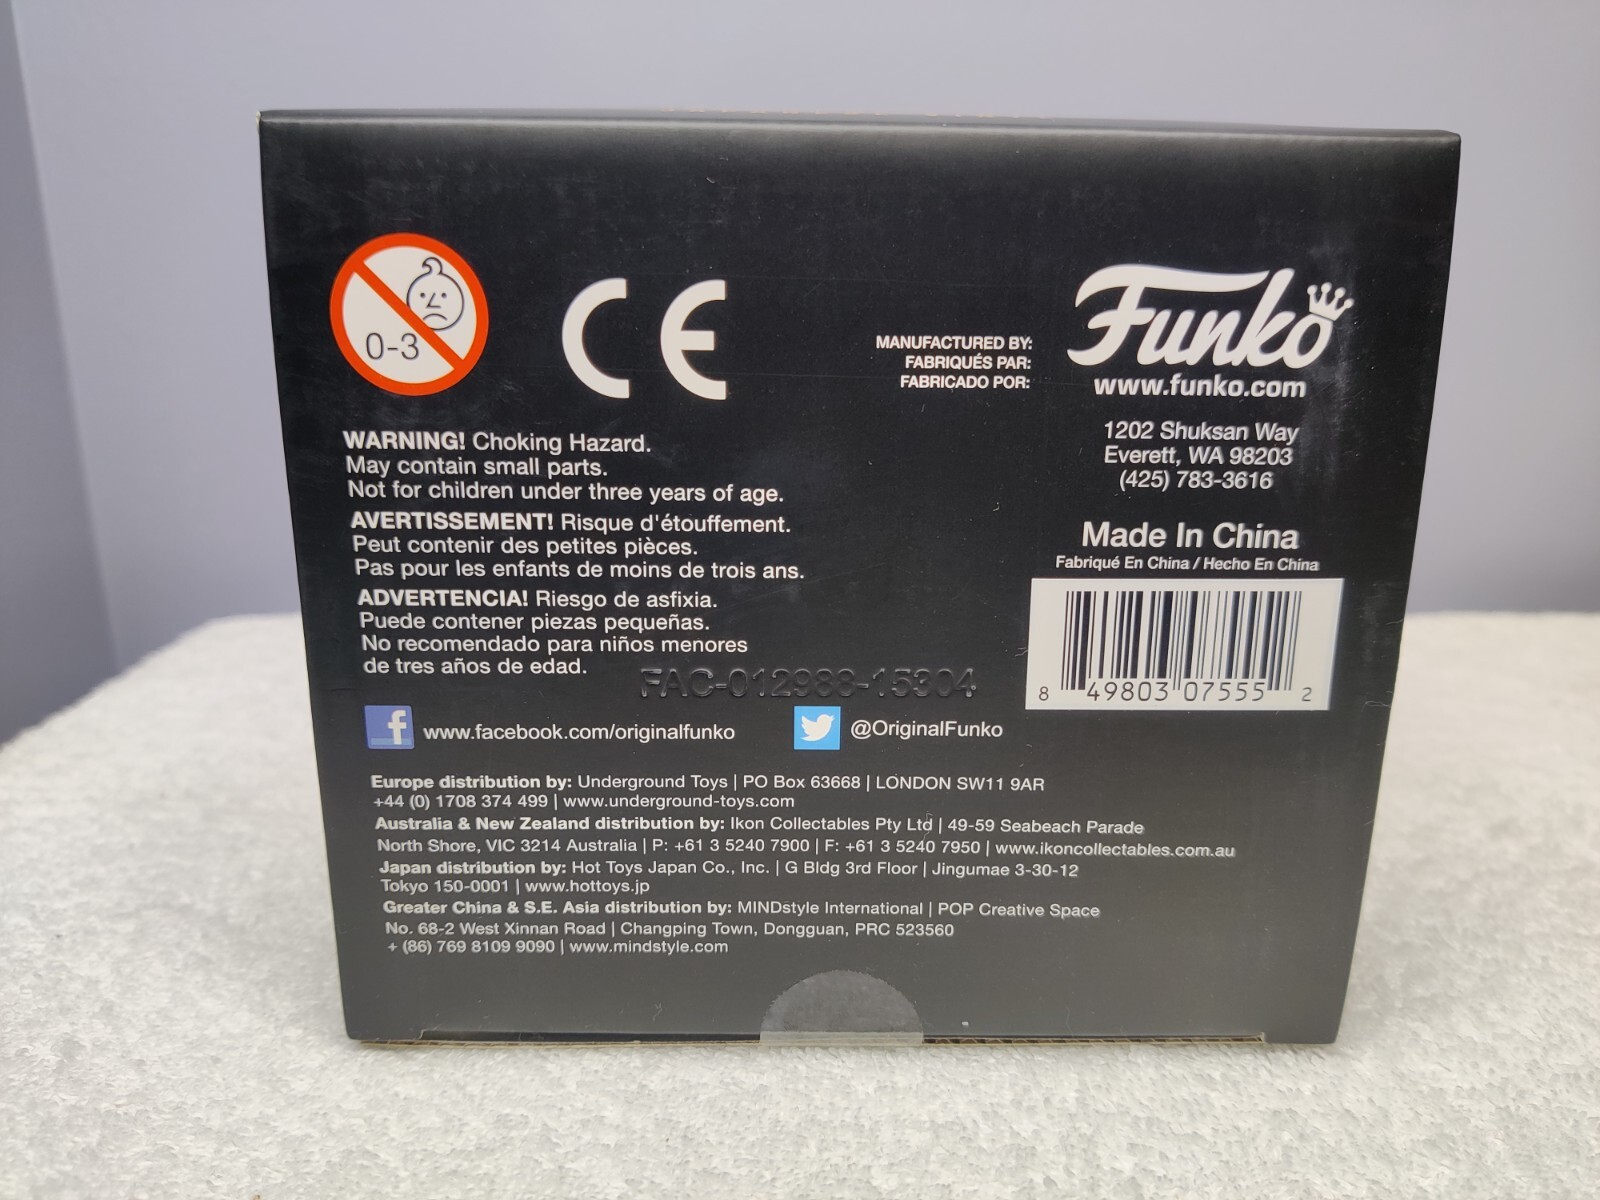 0-3
CE
MANUFACTURED BY:
FABRIQUÉS PAR:
FABRICADO POR:
Funko
www.funko.com
1202 Shuksan Way
Everett, WA 98203
(425) 783-3616
WARNING! Choking Hazard.
May contain small parts.
Not for children under three years of age.
AVERTISSEMENT! Risque d'étouffement.
Peut contenir des petites pièces.
Pas pour les enfants de moins de trois ans.
ADVERTENCIA! Riesgo de asfixia.
Puede contener piezas pequeñas.
No recomendado para niños menores
de tres años de edad.
Made In China
Fabriqué En China / Hecho En China
8 49803 07555 2
FAC-012988-15304
f www.facebook.com/originalfunko
@OriginalFunko
Europe distribution by: Underground Toys | PO Box 63668 | LONDON SW11 9AR
+44 (0) 1708 374 499 | www.underground-toys.com
Australia & New Zealand distribution by: Ikon Collectables Pty Ltd | 49-59 Seabeach Parade
North Shore, VIC 3214 Australia | P: +61 3 5240 7900 | F: +61 3 5240 7950 | www.ikoncollectables.com.au
Japan distribution by: Hot Toys Japan Co., Inc. | G Bldg 3rd Floor | Jingumae 3-30-12
Tokyo 150-0001 | www.hottoys.jp
Greater China & S.E. Asia distribution by: MINDstyle International | POP Creative Space
No. 68-2 West Xinnan Road | Changping Town, Dongguan, PRC 523560
+ (86) 769 8109 9090 | www.mindstyle.com